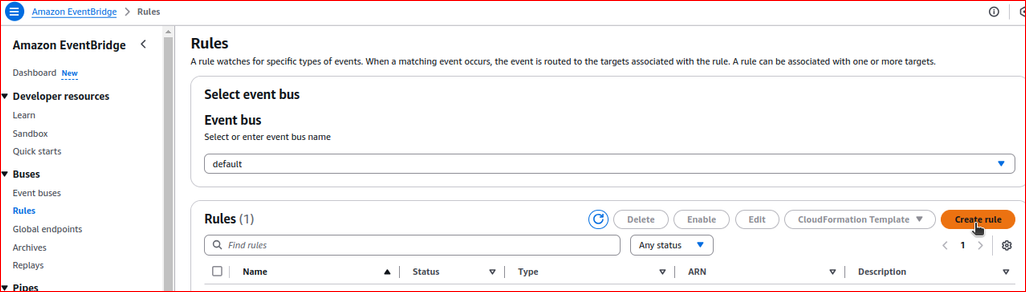 Amazon EventBridge > Rules
Amazon EventBridge
Dashboard New
Developer resources
Learn
Sandbox
Quick starts
Buses
Event buses
Rules
Global endpoints
Archives
Replays
Pipes
Rules
A rule watches for specific types of events. When a matching event occurs, the event is routed to the targets associated with the rule. A rule can be associated with one or more targets.
Select event bus
Event bus
Select or enter event bus name
default
Rules (1)
Delete Enable Edit CloudFormation Template Create rule
Find rules Any status 1
Name Status Type ARN Description